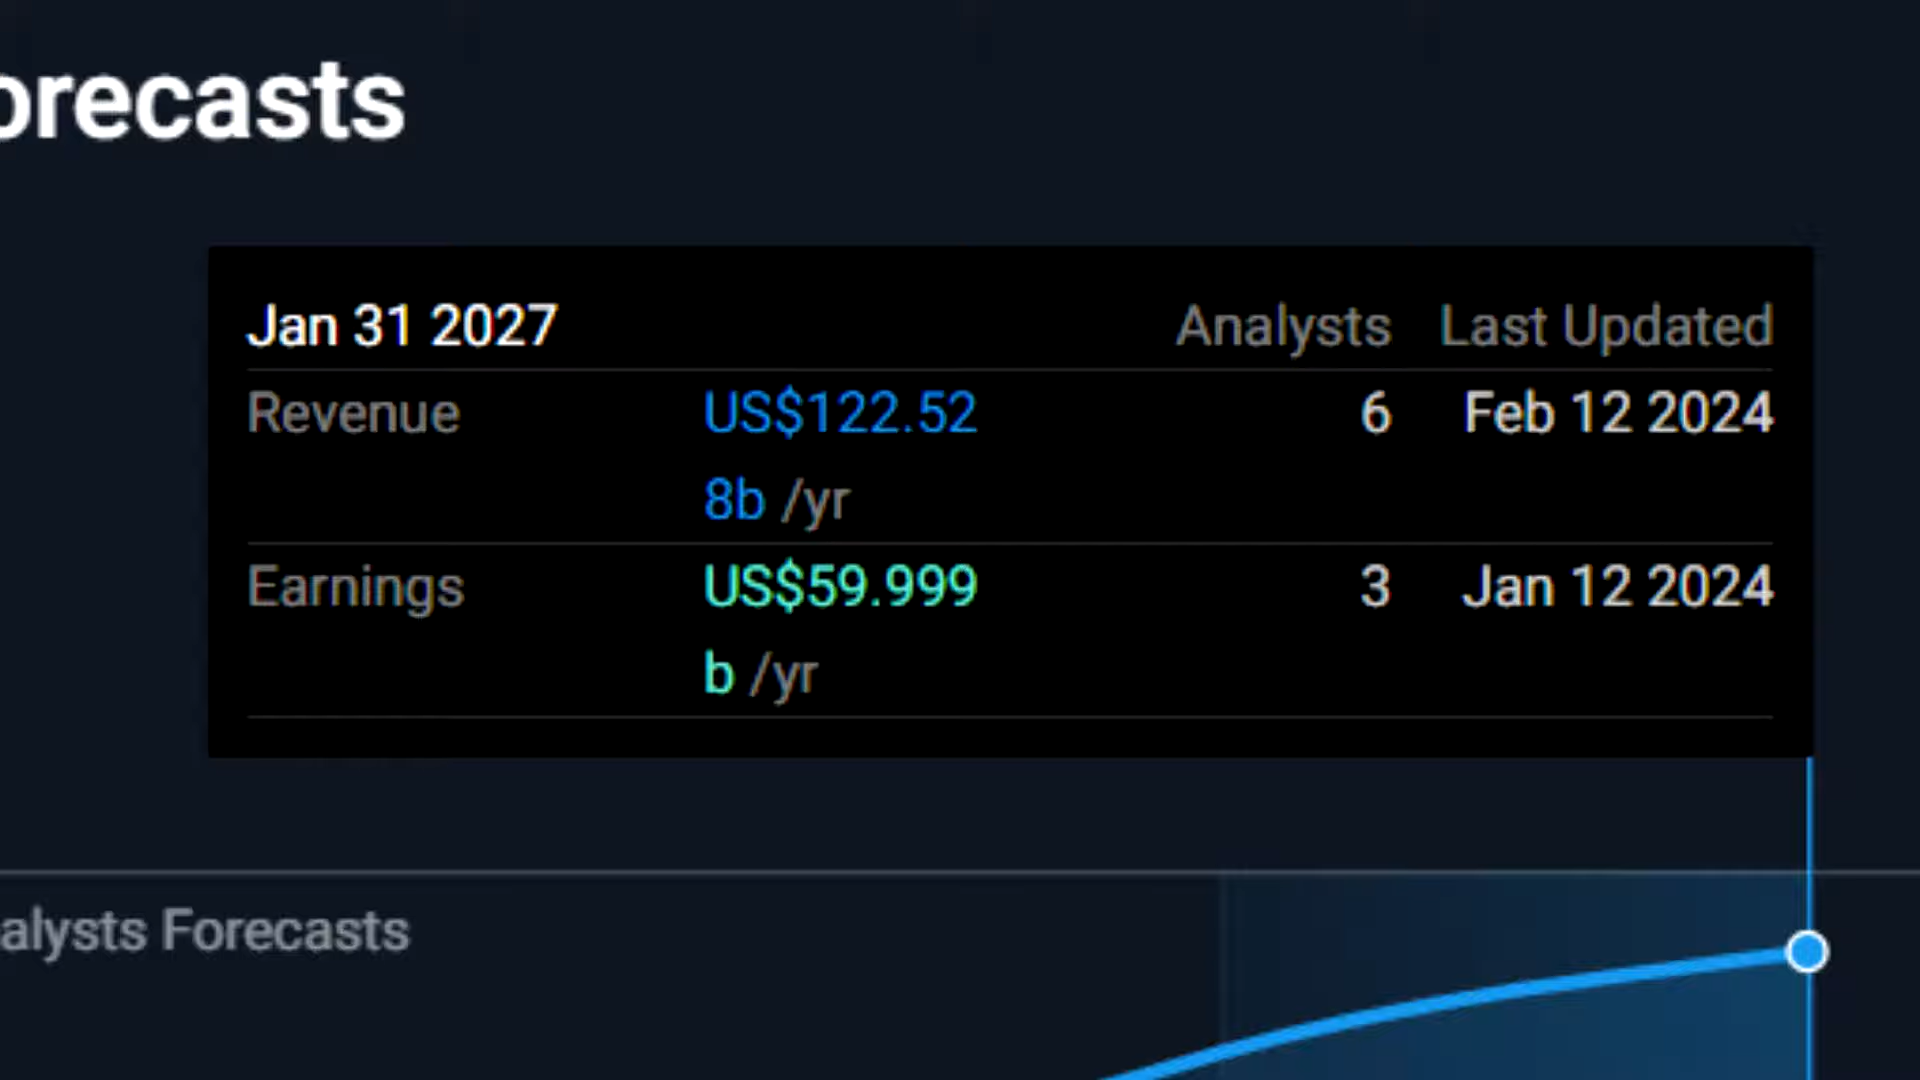 orecasts
Jan 31 2027 Analysts Last Updated
Revenue US$122.52 6 Feb 12 2024
8b /yr
Earnings US$59.999 3 Jan 12 2024
b /yr
alysts Forecasts